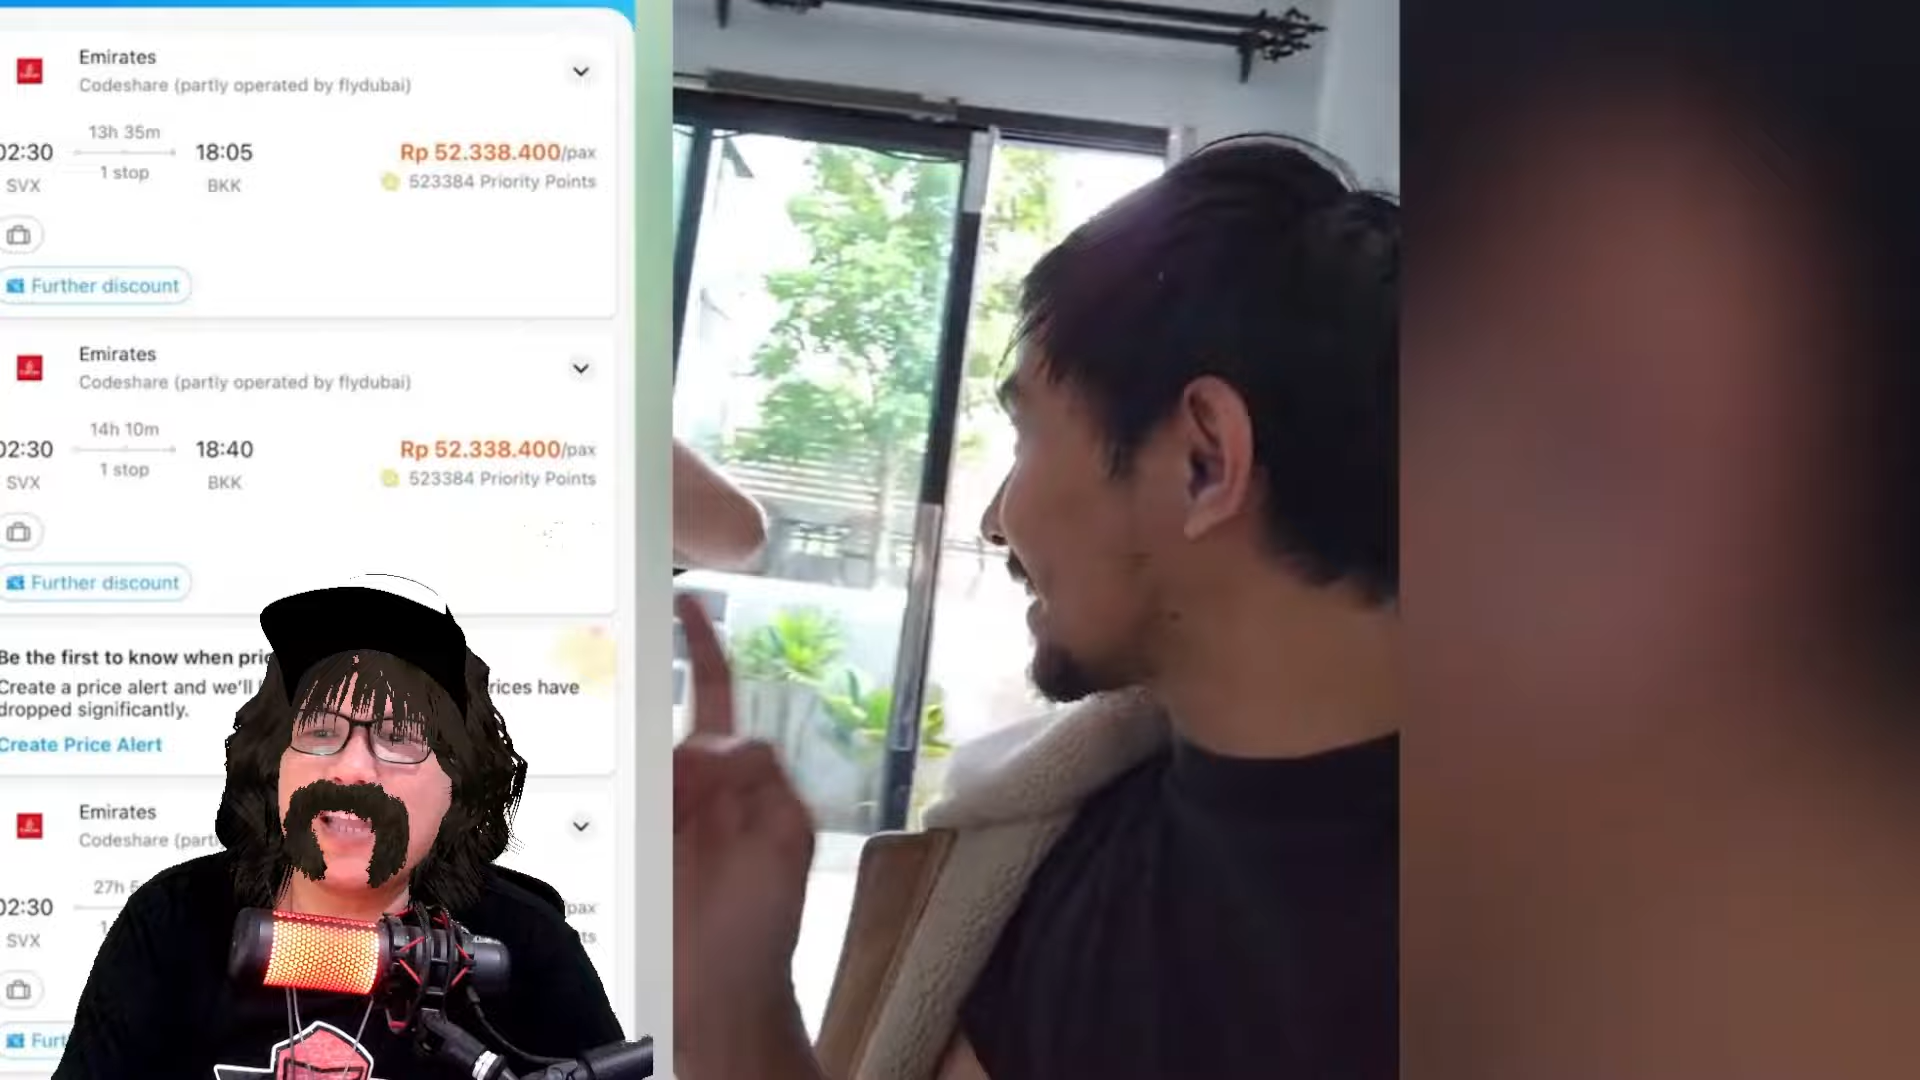 Emirates
Codeshare (partly operated by flydubai)
13h 35m
02:30 18:05 Rp 52.338.400/pax
1 stop
SVX BKK 523384 Priority Points
Further discount
Emirates
Codeshare (partly operated by flydubai)
14h 10m
02:30 18:40 Rp 52.338.400/pax
1 stop
SVX BKK 523384 Priority Points
Further discount
Be the first to know when
Create a price alert and we'll have
dropped significantly.
Create Price Alert
Emirates
Codeshare
27h
02:30 pax
SVX